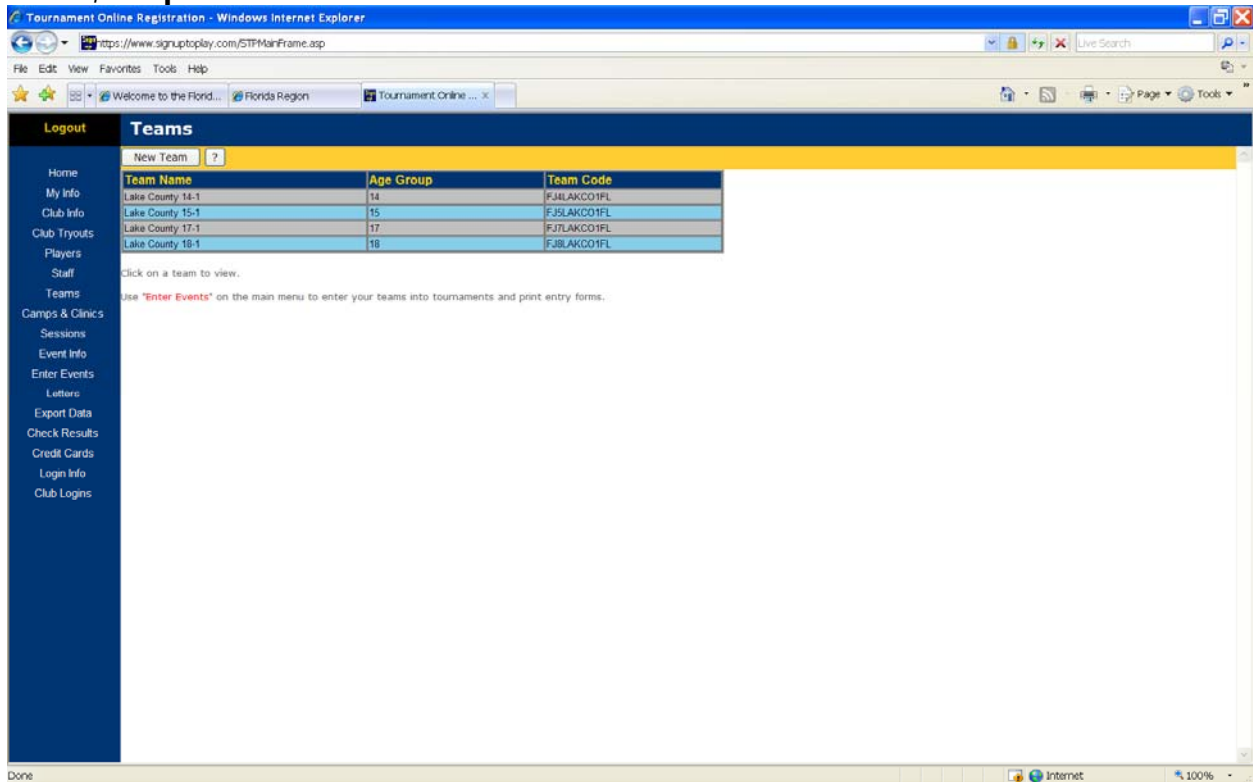 Tournament Online Registration - Windows Internet Explorer
https://www.signuptoplay.com/STPMainFrame.asp
Live Search
File Edit View Favorites Tools Help
Welcome to the Florid... Florida Region Tournament Online ... x
Page Tools
Logout
Teams
New Team ?
Home
My Info
Club Info
Club Tryouts
Players
Staff
Teams
Camps & Clinics
Sessions
Event Info
Enter Events
Letters
Export Data
Check Results
Credit Cards
Login Info
Club Logins
Team Name Age Group Team Code
Lake County 14-1 14 FJ4LAKCO1FL
Lake County 15-1 15 FJ5LAKCO1FL
Lake County 17-1 17 FJ7LAKCO1FL
Lake County 18-1 18 FJ8LAKCO1FL
Click on a team to view.
Use "Enter Events" on the main menu to enter your teams into tournaments and print entry forms.
Done
Internet
100%